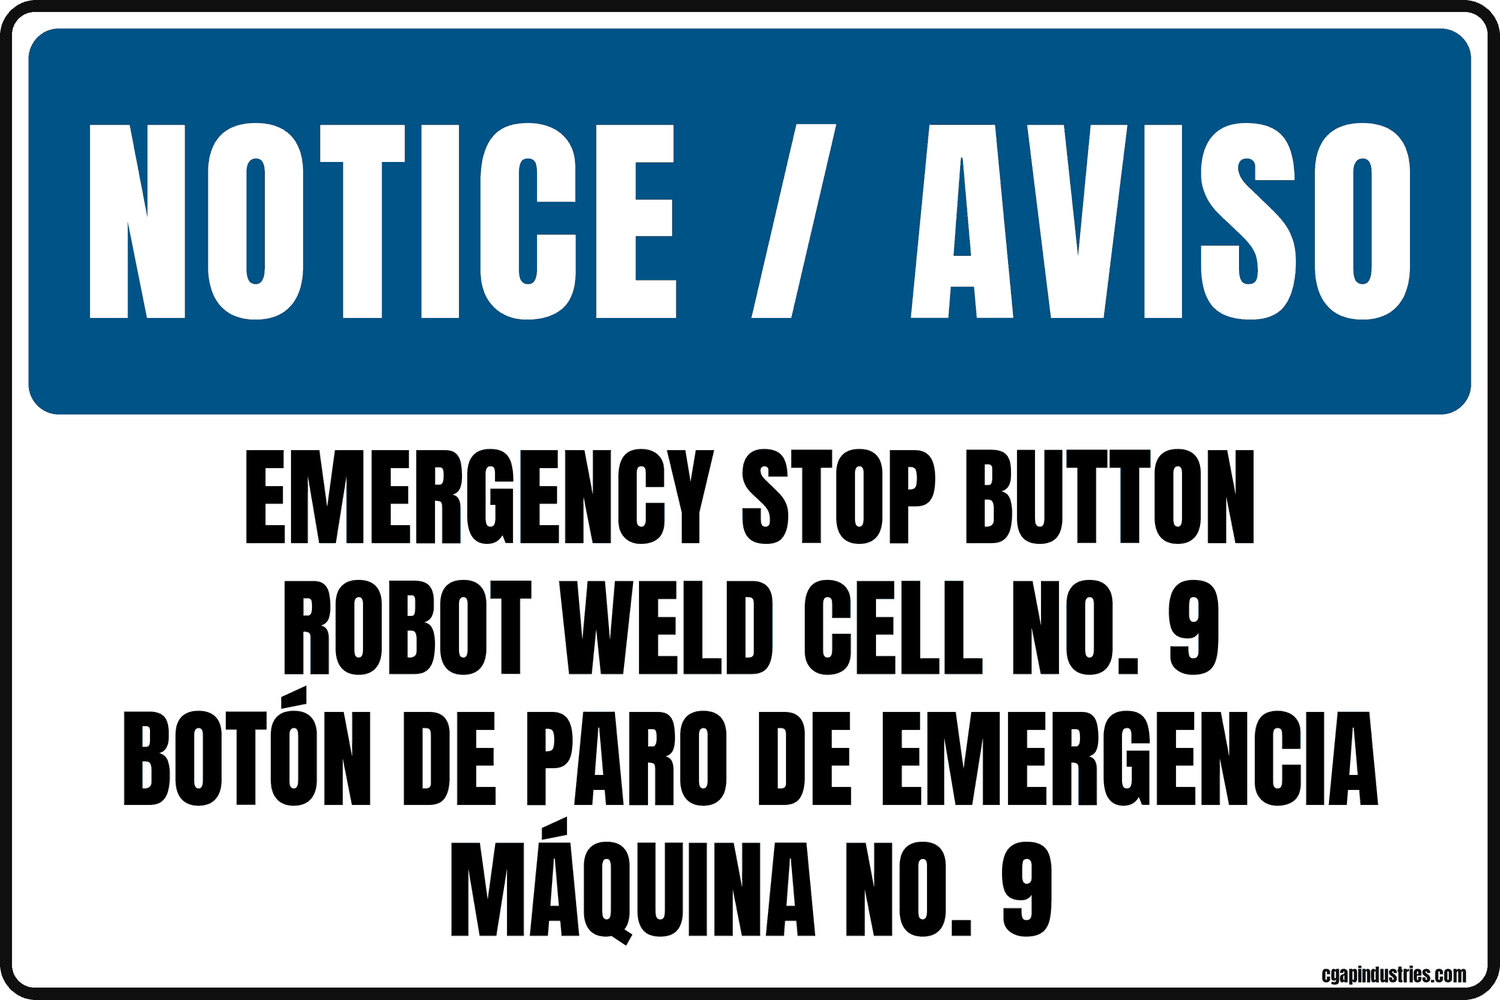 NOTICE / AVISO
EMERGENCY STOP BUTTON
ROBOT WELD CELL NO. 9
BOTÓN DE PARO DE EMERGENCIA
MÁQUINA NO. 9
cgapindustries.com